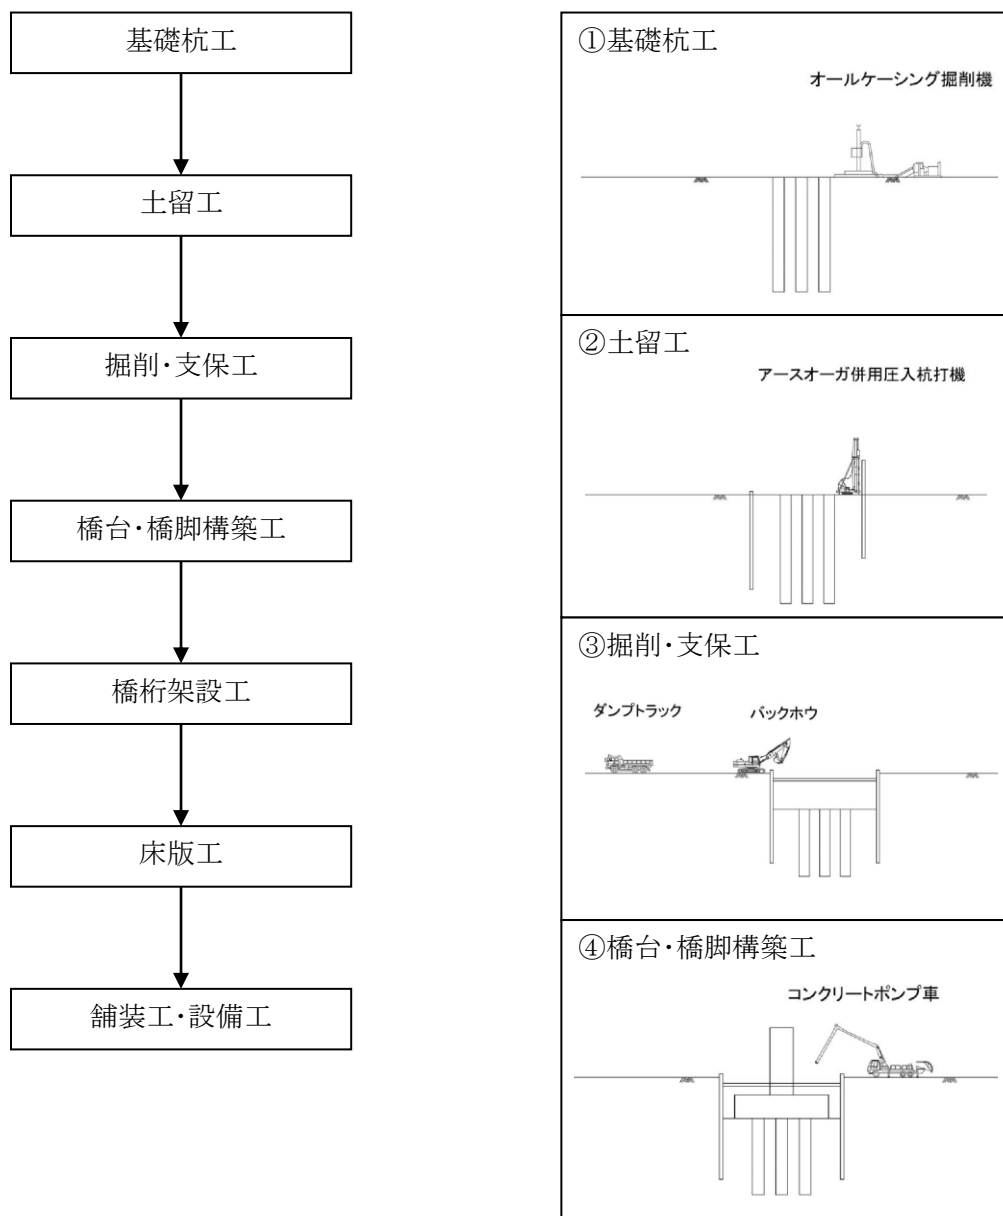 基礎杭工
土留工
掘削・支保工
橋台・橋脚構築工
橋桁架設工
床版工
舗装工・設備工
①基礎杭工
オールケーシング掘削機
②土留工
アースオーガ併用圧入杭打機
③掘削・支保工
ダンプトラック バックホウ
④橋台・橋脚構築工
コンクリートポンプ車